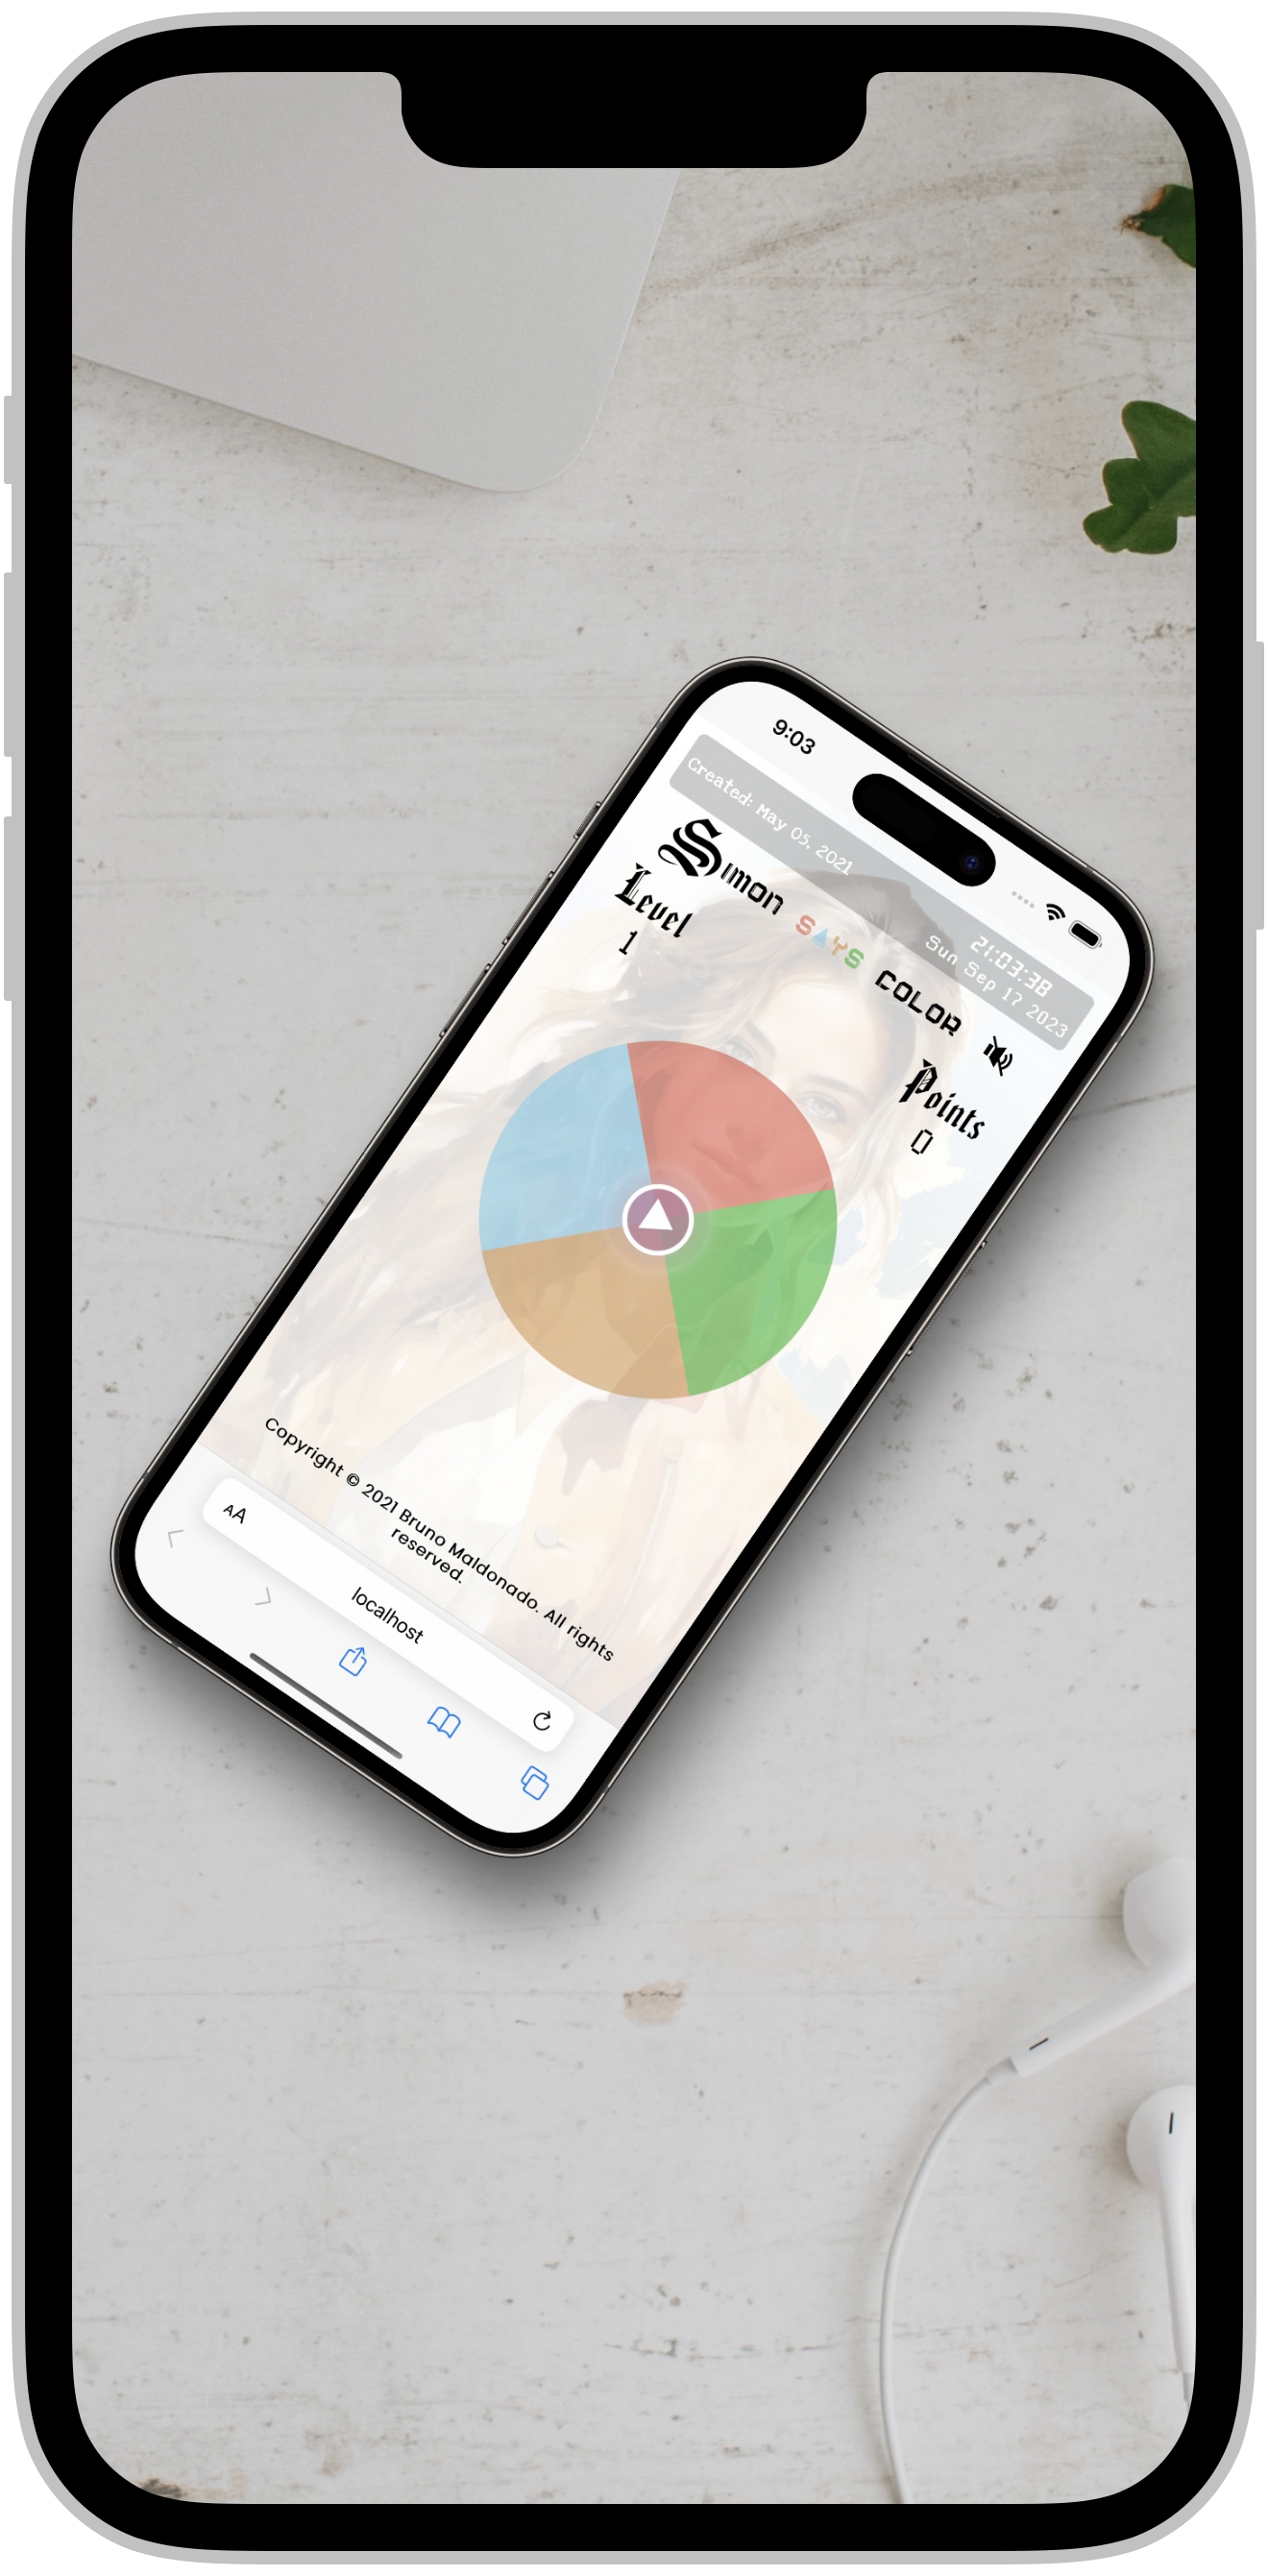 9:03
Created: May 05, 2021
21:03:38
Sun Sep 17 2023
Simon SAYS COLOR
Level
1
Points
0
Copyright © 2021 Bruno Maldonado. All rights
reserved.
AA
localhost